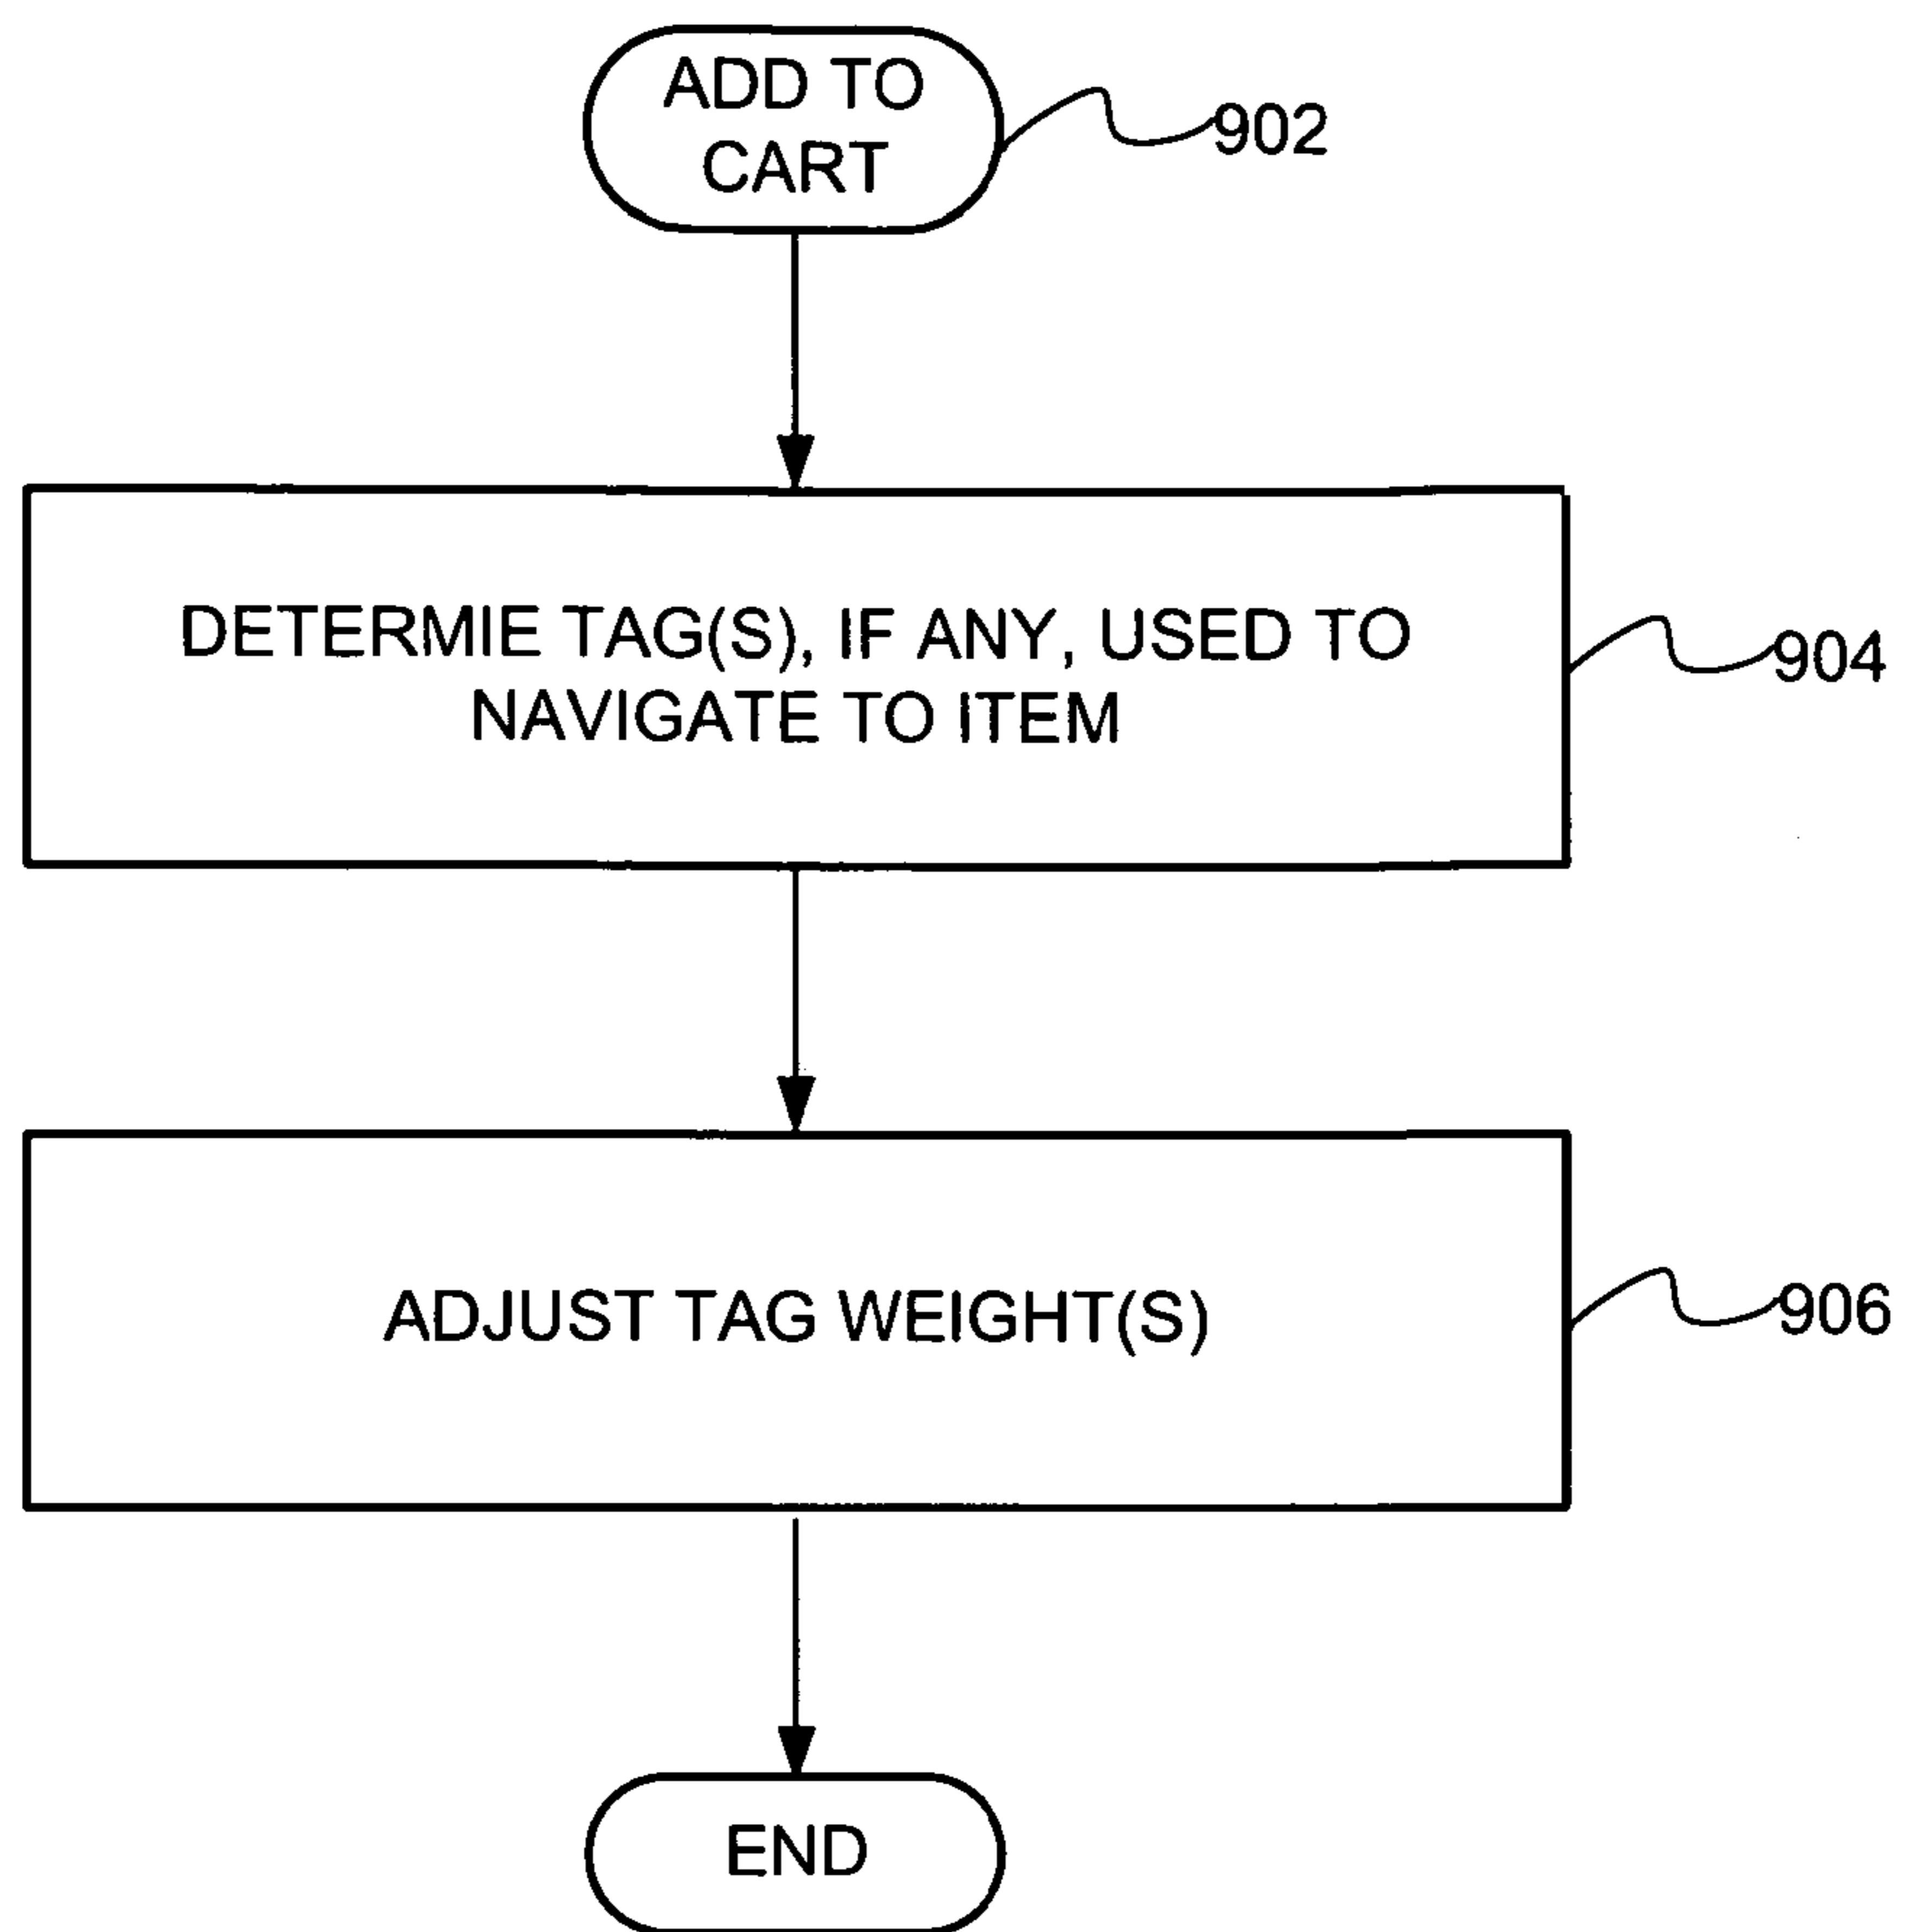 ADD TO
CART
902
DETERMIE TAG(S), IF ANY, USED TO
NAVIGATE TO ITEM
904
ADJUST TAG WEIGHT(S)
906
END